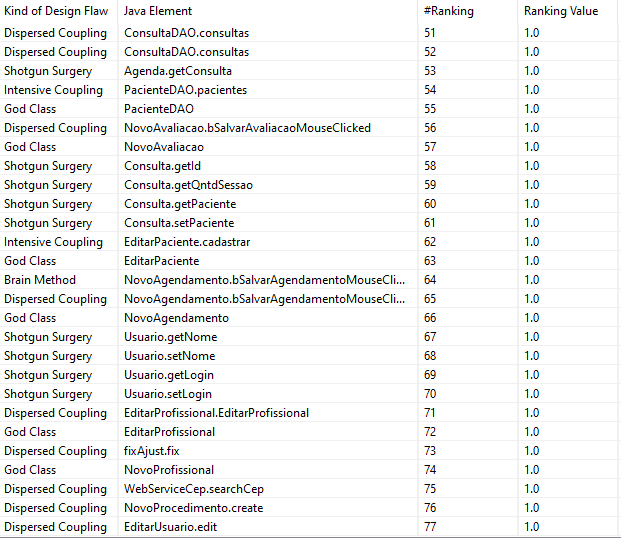 Kind of Design Flaw Java Element #Ranking Ranking Value
Dispersed Coupling ConsultaDAO.consultas 51 1.0
Dispersed Coupling ConsultaDAO.consultas 52 1.0
Shotgun Surgery Agenda.getConsulta 53 1.0
Intensive Coupling PacienteDAO.pacientes 54 1.0
God Class PacienteDAO 55 1.0
Dispersed Coupling NovoAvaliacao.bSalvarAvaliacaoMouseClicked 56 1.0
God Class NovoAvaliacao 57 1.0
Shotgun Surgery Consulta.getId 58 1.0
Shotgun Surgery Consulta.getQntdSessao 59 1.0
Shotgun Surgery Consulta.getPaciente 60 1.0
Shotgun Surgery Consulta.setPaciente 61 1.0
Intensive Coupling EditarPaciente.cadastrar 62 1.0
God Class EditarPaciente 63 1.0
Brain Method NovoAgendamento.bSalvarAgendamentoMouseCli... 64 1.0
Dispersed Coupling NovoAgendamento.bSalvarAgendamentoMouseCli... 65 1.0
God Class NovoAgendamento 66 1.0
Shotgun Surgery Usuario.getNome 67 1.0
Shotgun Surgery Usuario.setNome 68 1.0
Shotgun Surgery Usuario.getLogin 69 1.0
Shotgun Surgery Usuario.setLogin 70 1.0
Dispersed Coupling EditarProfissional.EditarProfissional 71 1.0
God Class EditarProfissional 72 1.0
Dispersed Coupling fixAjust.fix 73 1.0
God Class NovoProfissional 74 1.0
Dispersed Coupling WebServiceCep.searchCep 75 1.0
Dispersed Coupling NovoProcedimento.create 76 1.0
Dispersed Coupling EditarUsuario.edit 77 1.0